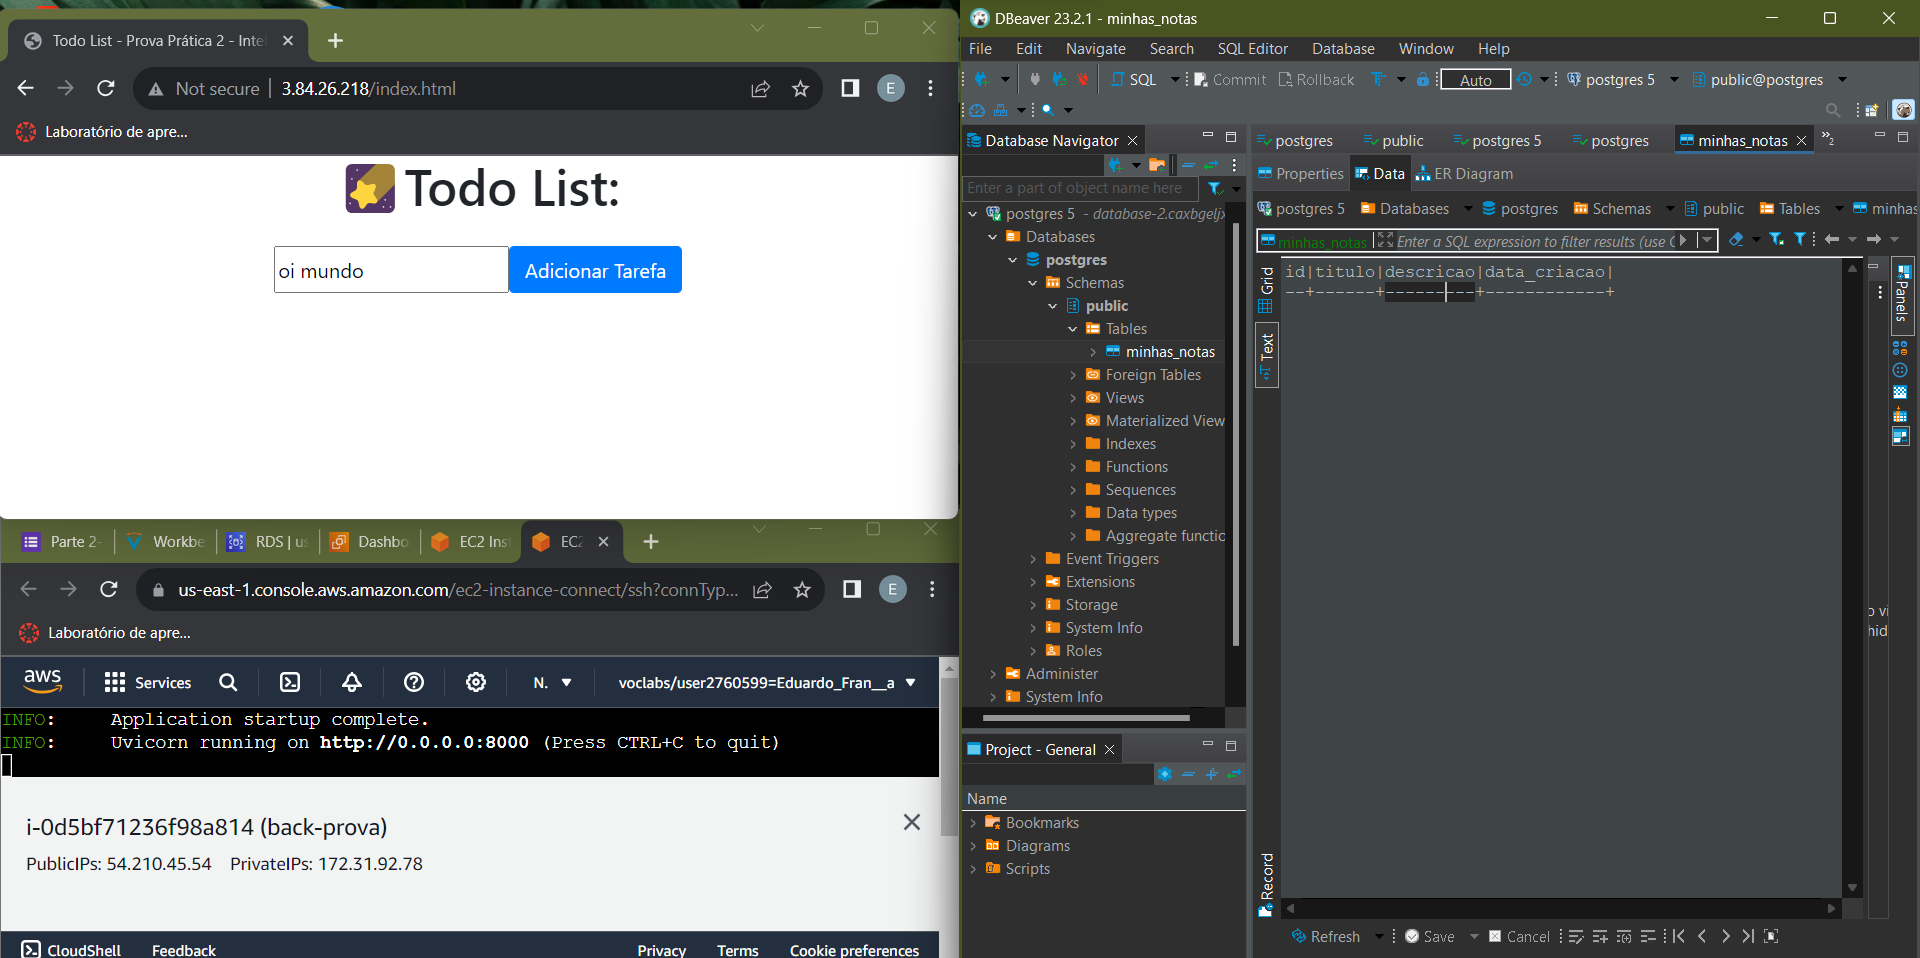 Todo List - Prova Prática 2 - Inte
Not secure 3.84.26.218/index.html
E
Laboratório de apre...
Todo List:
oi mundo
Adicionar Tarefa
Parte 2-
Workbe
RDS | us
Dashbo
EC2 Inst
EC2
us-east-1.console.aws.amazon.com/ec2-instance-connect/ssh?connTyp...
E
Laboratório de apre...
aws
Services
N.
voclabs/user2760599=Eduardo_Fran__a
INFO: Application startup complete.
INFO: Uvicorn running on http://0.0.0.0:8000 (Press CTRL+C to quit)
i-0d5bf71236f98a814 (back-prova)
PublicIPs: 54.210.45.54 PrivateIPs: 172.31.92.78
CloudShell Feedback Privacy Terms Cookie preferences
DBeaver 23.2.1 - minhas_notas
File Edit Navigate Search SQL Editor Database Window Help
SQL Commit Rollback Auto postgres 5 public@postgres
Database Navigator
Enter a part of object name here
postgres 5 - database-2.caxbgeljx
Databases
postgres
Schemas
public
Tables
minhas_notas
Foreign Tables
Views
Materialized View
Indexes
Functions
Sequences
Data types
Aggregate functio
Event Triggers
Extensions
Storage
System Info
Roles
Administer
System Info
Project - General
Name
Bookmarks
Diagrams
Scripts
postgres public postgres 5 postgres minhas_notas »2
Properties Data ER Diagram
postgres 5 Databases postgres Schemas public Tables minhas
minhas_notas Enter a SQL expression to filter results (use C
Grid
Text
Record
id|titulo|descricao|data_criacao|
--+------+---------+------------+
Panels
o vi
hid
Refresh Save Cancel